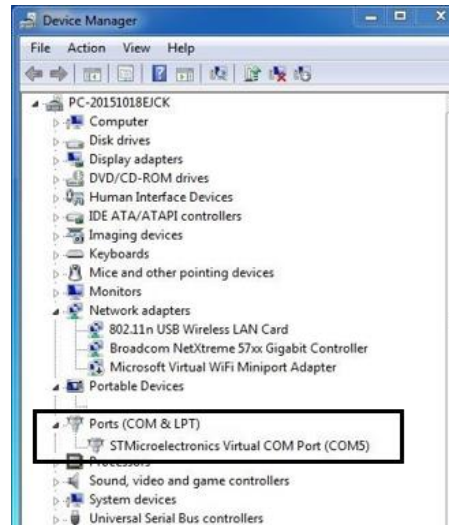 Device Manager
File Action View Help
PC-20151018EJCK
Computer
Disk drives
Display adapters
DVD/CD-ROM drives
Human Interface Devices
IDE ATA/ATAPI controllers
Imaging devices
Keyboards
Mice and other pointing devices
Monitors
Network adapters
802.11n USB Wireless LAN Card
Broadcom NetXtreme 57xx Gigabit Controller
Microsoft Virtual WiFi Miniport Adapter
Portable Devices
Ports (COM & LPT)
STMicroelectronics Virtual COM Port (COM5)
Processors
Sound, video and game controllers
System devices
Universal Serial Bus controllers